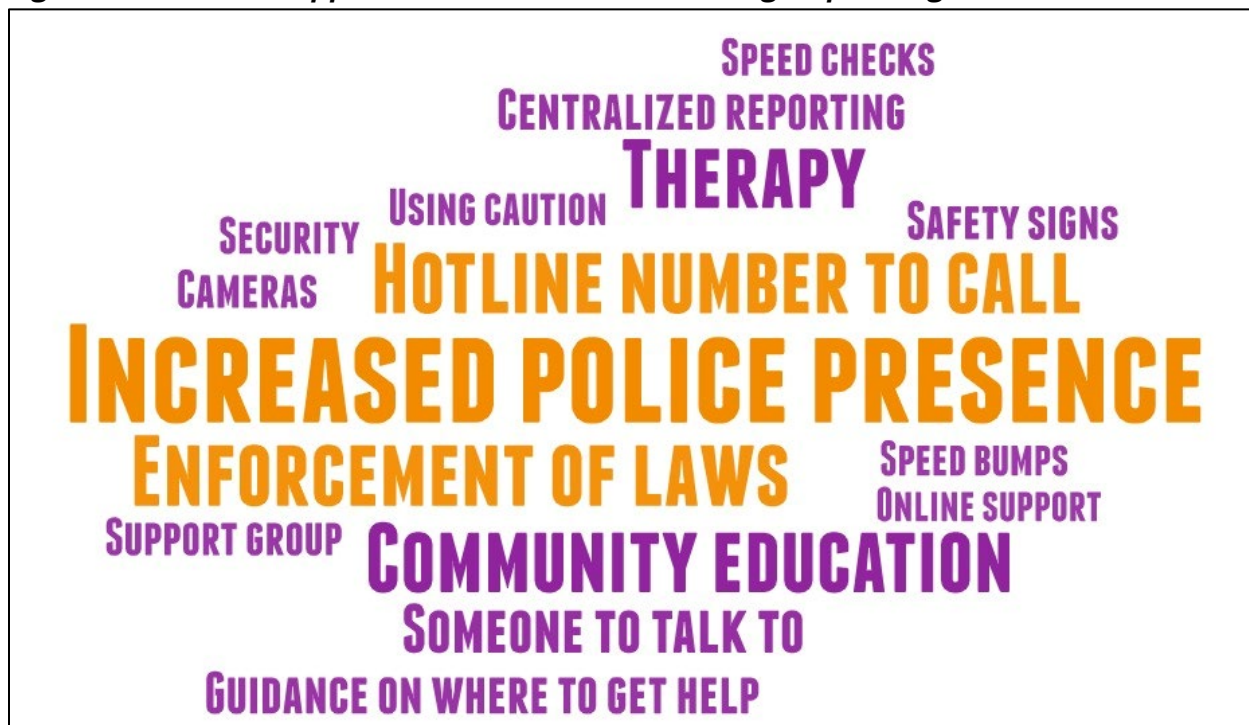 SPEED CHECKS
CENTRALIZED REPORTING
THERAPY
USING CAUTION
SAFETY SIGNS
SECURITY
HOTLINE NUMBER TO CALL
CAMERAS
INCREASED POLICE PRESENCE
ENFORCEMENT OF LAWS
SPEED BUMPS
ONLINE SUPPORT
SUPPORT GROUP
COMMUNITY EDUCATION
SOMEONE TO TALK TO
GUIDANCE ON WHERE TO GET HELP